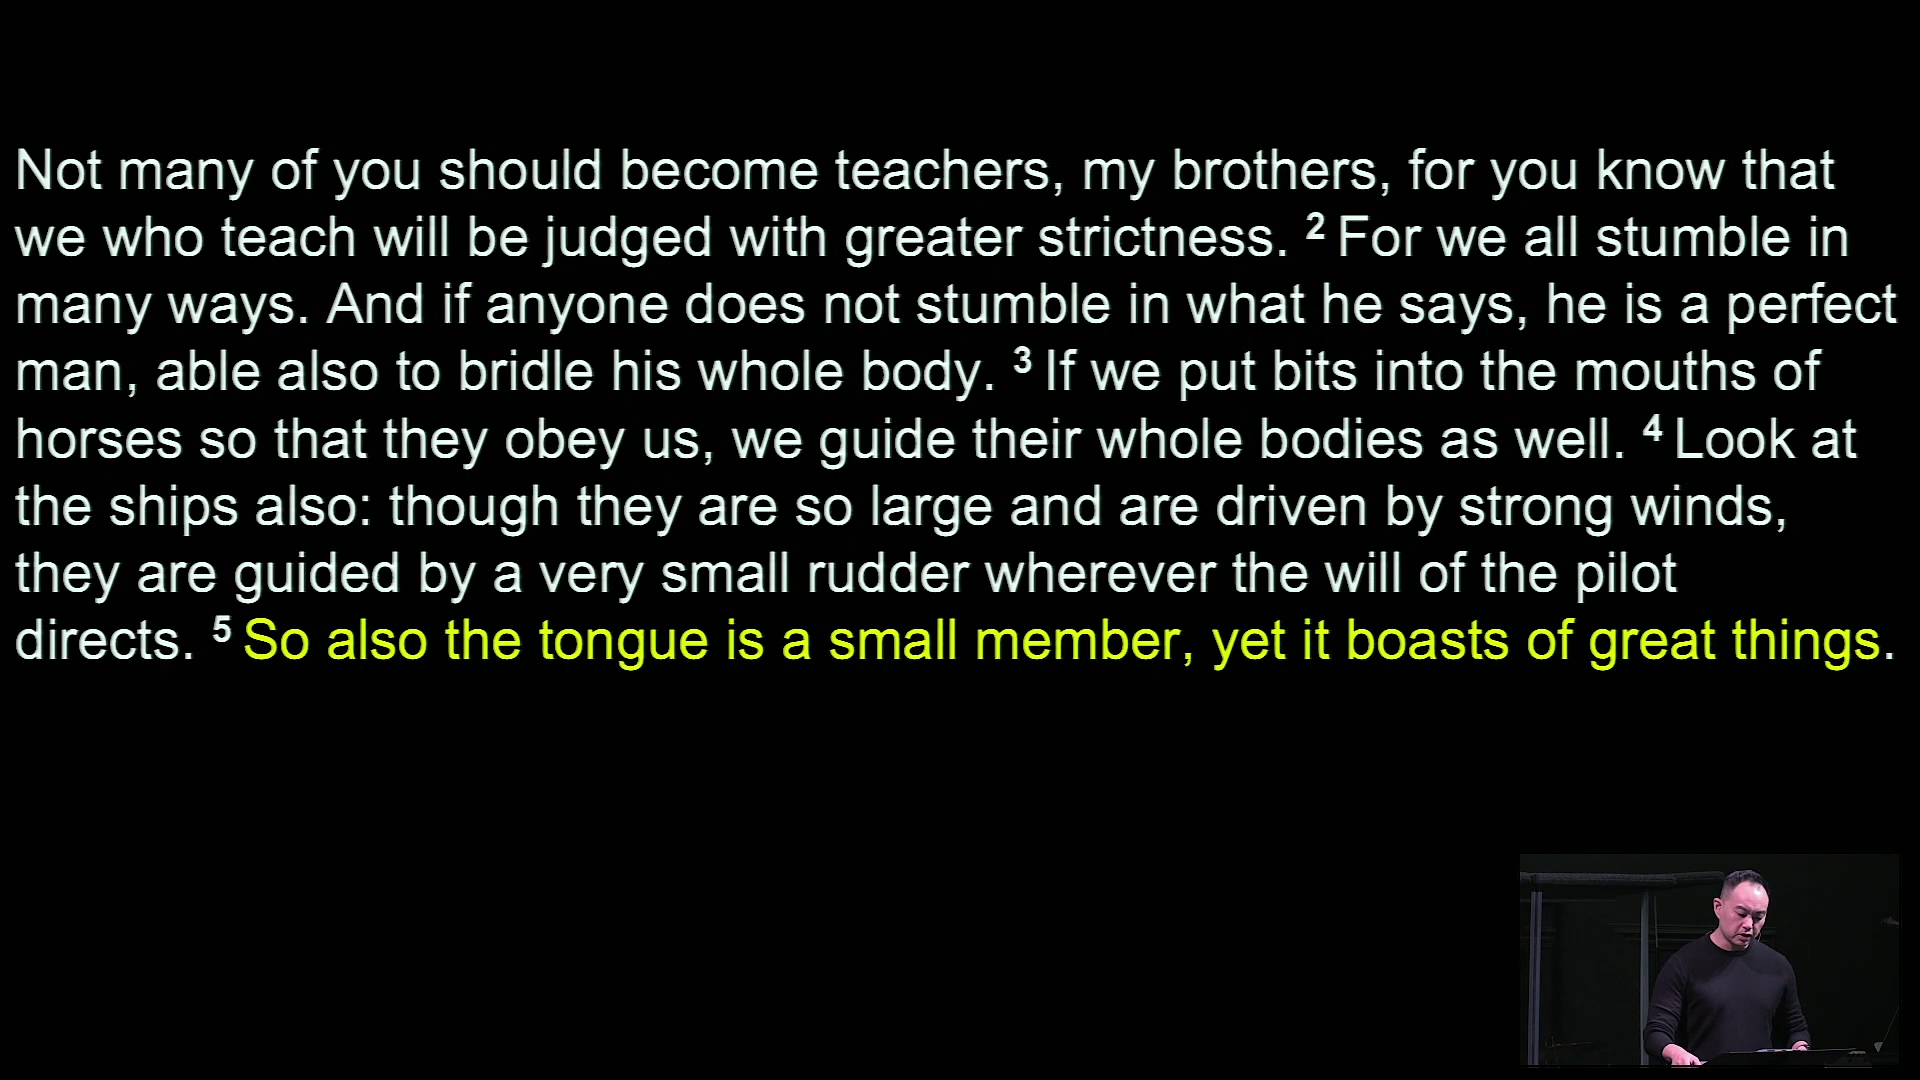 Not many of you should become teachers, my brothers, for you know that
we who teach will be judged with greater strictness. 2 For we all stumble in
many ways. And if anyone does not stumble in what he says, he is a perfect
man, able also to bridle his whole body. 3 If we put bits into the mouths of
horses so that they obey us, we guide their whole bodies as well. 4 Look at
the ships also: though they are so large and are driven by strong winds,
they are guided by a very small rudder wherever the will of the pilot
directs. 5 So also the tongue is a small member, yet it boasts of great things.